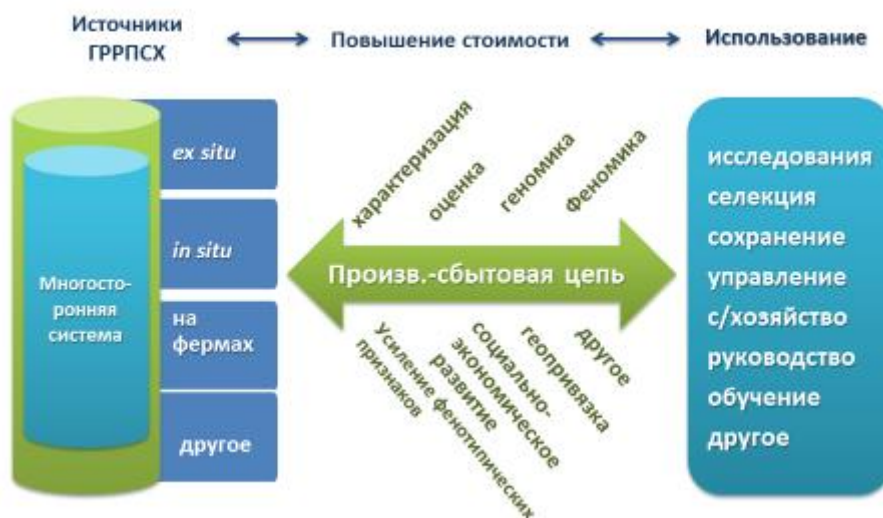 Источники
ГРРПСХ
Повышение стоимости
Использование
ex situ
in situ
на
фермах
другое
Многосто-
ронняя
система
характеризация
оценка
геномика
феномика
Произв.-сбытовая цепь
Усиление фенотипических
признаков
социально-
экономическое
развитие
геопривязка
другое
исследования
селекция
сохранение
управление
с/хозяйство
руководство
обучение
другое